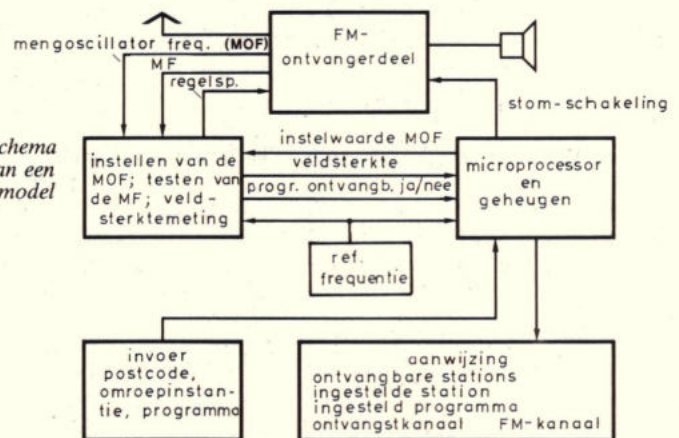 FM-
ontvangerdeel
mengoscillator freq. (MOF)
MF
regelsp.
stom-schakeling
chema
an een
model
instellen van de
MOF; testen van
de MF; veld-
sterktemeting
instelwaarde MOF
veldsterkte
progr. ontvangb. ja/nee
microprocessor
en
geheugen
ref.
frequentie
invoer
postcode,
omroepinstan-
tie, programma
aanwijzing
ontvangbare stations
ingestelde station
ingesteld programma
ontvangstkanaal FM-kanaal